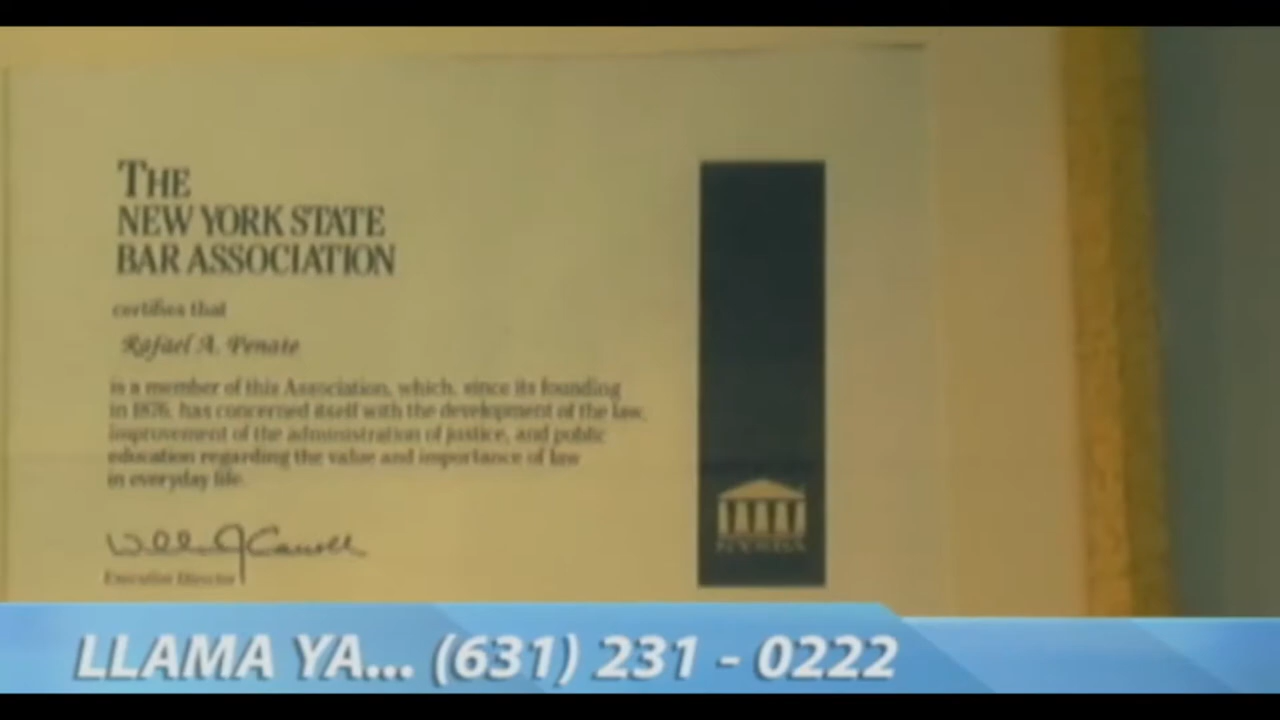 THE
NEW YORK STATE
BAR ASSOCIATION
certifies that
Rafael A. Penate
is a member of this Association, which, since its founding
in 1876, has concerned itself with the development of the law,
improvement of the administration of justice, and public
education regarding the value and importance of law
in everyday life.
Executive Director
LLAMA YA... (631) 231 - 0222